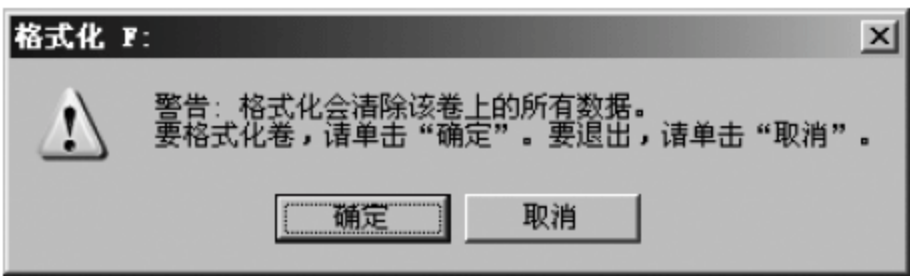 格式化 F:
警告: 格式化会清除该卷上的所有数据。
要格式化卷，请单击“确定”。要退出，请单击“取消”。
确定
取消